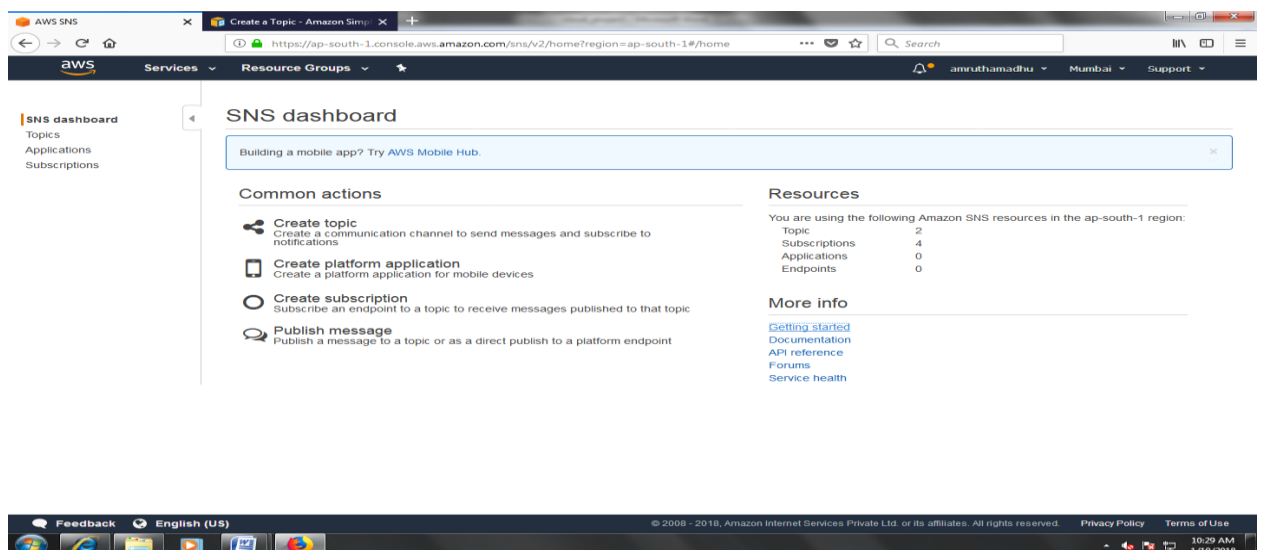 AWS SNS
Create a Topic - Amazon Simpl
https://ap-south-1.console.aws.amazon.com/sns/v2/home?region=ap-south-1#/home
Search
aws
Services
Resource Groups
amruthamadhu
Mumbai
Support
SNS dashboard
Topics
Applications
Subscriptions
SNS dashboard
Building a mobile app? Try AWS Mobile Hub.
Common actions
Create topic
Create a communication channel to send messages and subscribe to
notifications
Create platform application
Create a platform application for mobile devices
Create subscription
Subscribe an endpoint to a topic to receive messages published to that topic
Publish message
Publish a message to a topic or as a direct publish to a platform endpoint
Resources
You are using the following Amazon SNS resources in the ap-south-1 region:
Topic 2
Subscriptions 4
Applications 0
Endpoints 0
More info
Getting started
Documentation
API reference
Forums
Service health
Feedback
English (US)
© 2008 - 2018, Amazon Internet Services Private Ltd. or its affiliates. All rights reserved.
Privacy Policy
Terms of Use
10:29 AM